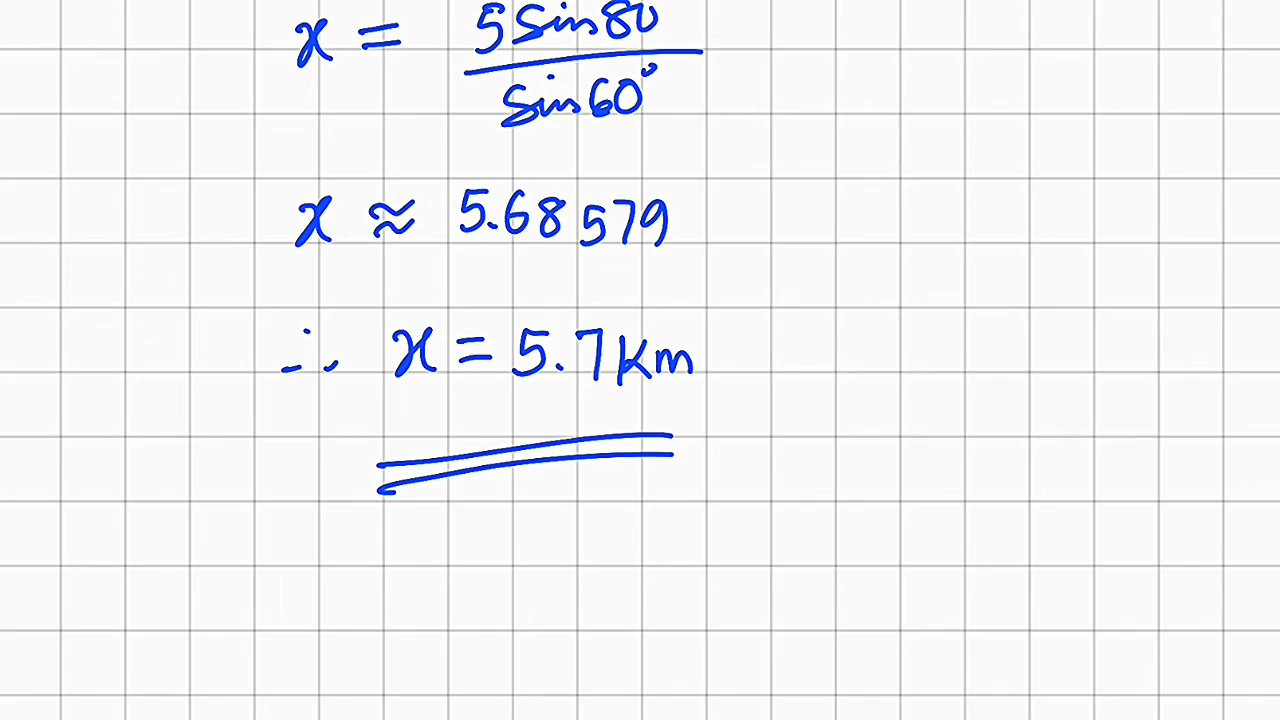 x = 5sin80
sin60°
x ≈ 5.68579
∴ x = 5.7km